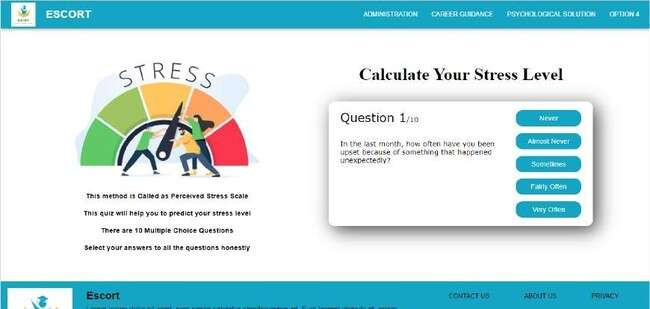 ESCORT
ADMINISTRATION CAREER GUIDANCE PSYCHOLOGICAL SOLUTION OPTION 4
STRESS
This method is Called as Perceived Stress Scale
This quiz will help you to predict your stress level
There are 10 Multiple Choice Questions
Select your answers to all the questions honestly
Calculate Your Stress Level
Question 1/10
In the last month, how often have you been
upset because of something that happened
unexpectedly?
Never
Almost Never
Sometimes
Fairly Often
Very Often
Escort
CONTACT US ABOUT US PRIVACY